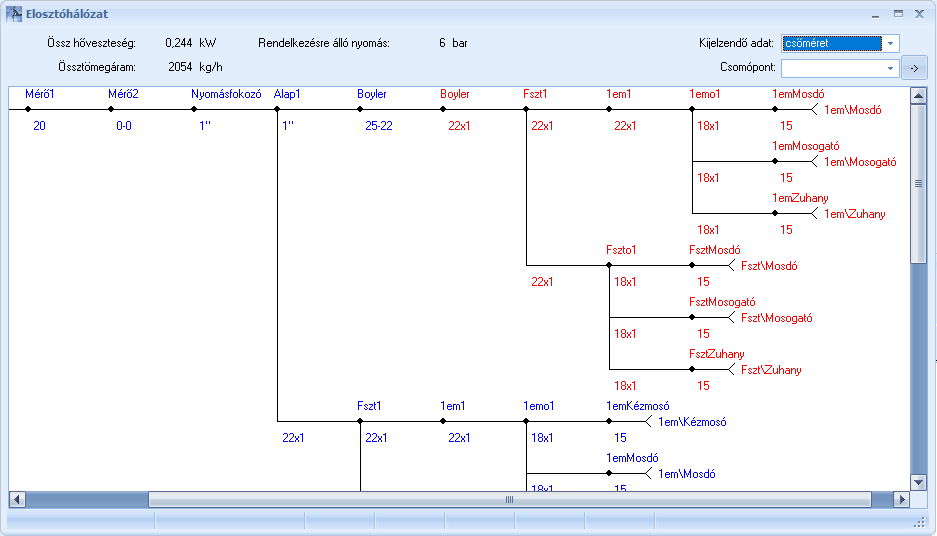 Elosztóhálózat
Össz hőveszteség: 0,244 kW Rendelkezésre álló nyomás: 6 bar Kijelzendő adat: csőméret
Össztömegáram: 2054 kg/h Csomópont: ->
Mérő1 Mérő2 Nyomásfokozó Alap1 Boyler Boyler Fszt1 1em1 1emo1 1emMosdó
1em\Mosdó
20 0-0 1'' 1'' 25-22 22x1 22x1 22x1 18x1 15
1emMosogató
1em\Mosogató
18x1 15
1emZuhany
1em\Zuhany
18x1 15
Fszto1 FsztMosdó
Fszt\Mosdó
22x1 18x1 15
FsztMosogató
Fszt\Mosogató
18x1 15
FsztZuhany
Fszt\Zuhany
18x1 15
Fszt1 1em1 1emo1 1emKézmosó
1em\Kézmosó
22x1 22x1 22x1 18x1 15
1emMosdó
1em\Mosdó
18x1 15